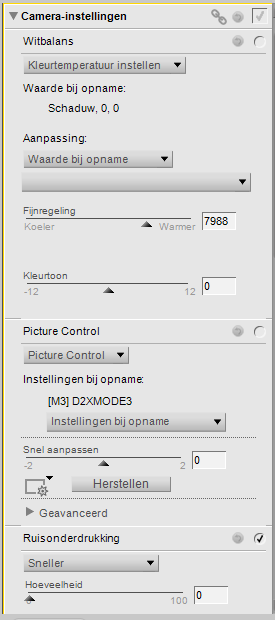 Camera-instellingen
Witbalans
Kleurtemperatuur instellen
Waarde bij opname:
Schaduw, 0, 0
Aanpassing:
Waarde bij opname
Fijnregeling
Koeler Warmer 7988
Kleurtoon
-12 12 0
Picture Control
Picture Control
Instellingen bij opname:
[M3] D2XMODE3
Instellingen bij opname
Snel aanpassen
-2 2 0
Herstellen
Geavanceerd
Ruisonderdrukking
Sneller
Hoeveelheid
0 100 0